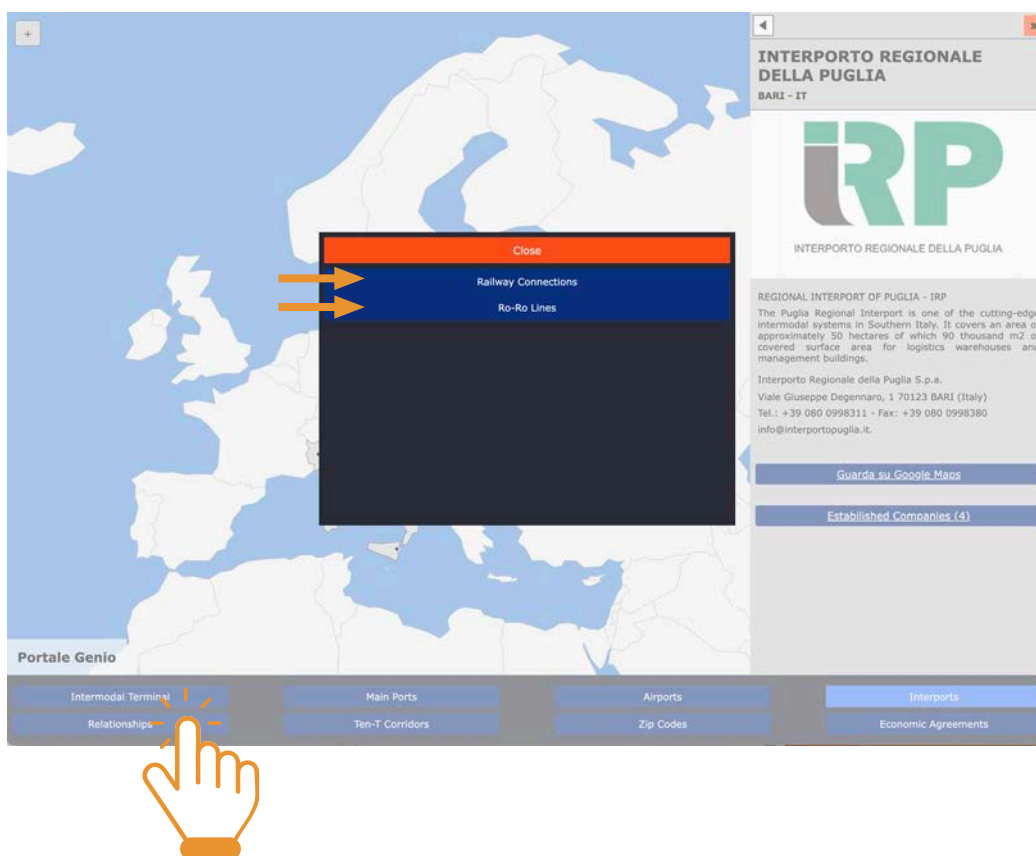 +
INTERPORTO REGIONALE
DELLA PUGLIA
BARI - IT
iRP
INTERPORTO REGIONALE DELLA PUGLIA
REGIONAL INTERPORT OF PUGLIA - IRP
The Puglia Regional Interport is one of the cutting-edge
intermodal systems in Southern Italy. It covers an area
approximately 50 hectares of which 90 thousand m2
covered surface area for logistics warehouses and
management buildings.
Interporto Regionale della Puglia S.p.a.
Viale Giuseppe Degennaro, 1 70123 BARI (Italy)
Tel.: +39 080 0998311 - Fax: +39 080 0998380
info@interportopuglia.it.
Guarda su Google Maps
Estabilished Companies (4)
Close
Railway Connections
Ro-Ro Lines
Portale Genio
Intermodal Terminal Main Ports Airports Interports
Relationships Ten-T Corridors Zip Codes Economic Agreements